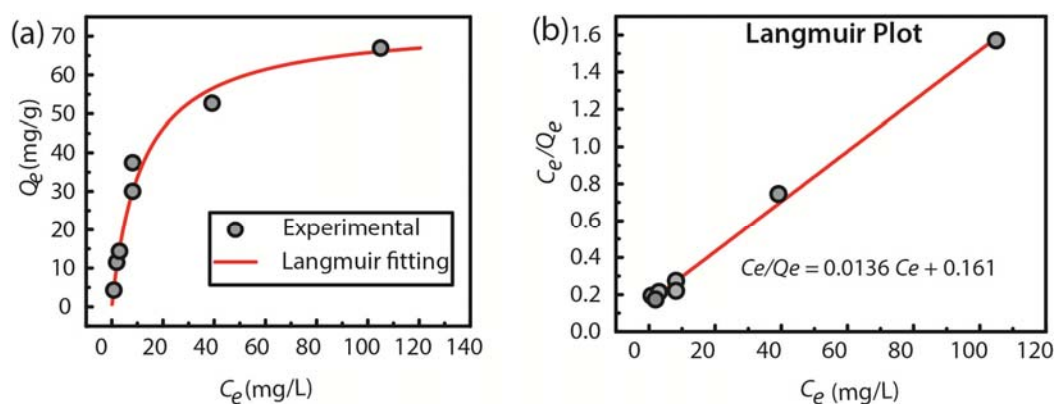 (a)
70
60
50
40
30
20
10
0
Qe (mg/g)
Experimental
Langmuir fitting
0 20 40 60 80 100 120 140
Ce (mg/L)
(b)
Langmuir Plot
1.6
1.4
1.2
1.0
0.8
0.6
0.4
0.2
0.0
Ce/Qe
Ce/Qe = 0.0136 Ce + 0.161
0 20 40 60 80 100 120
Ce (mg/L)